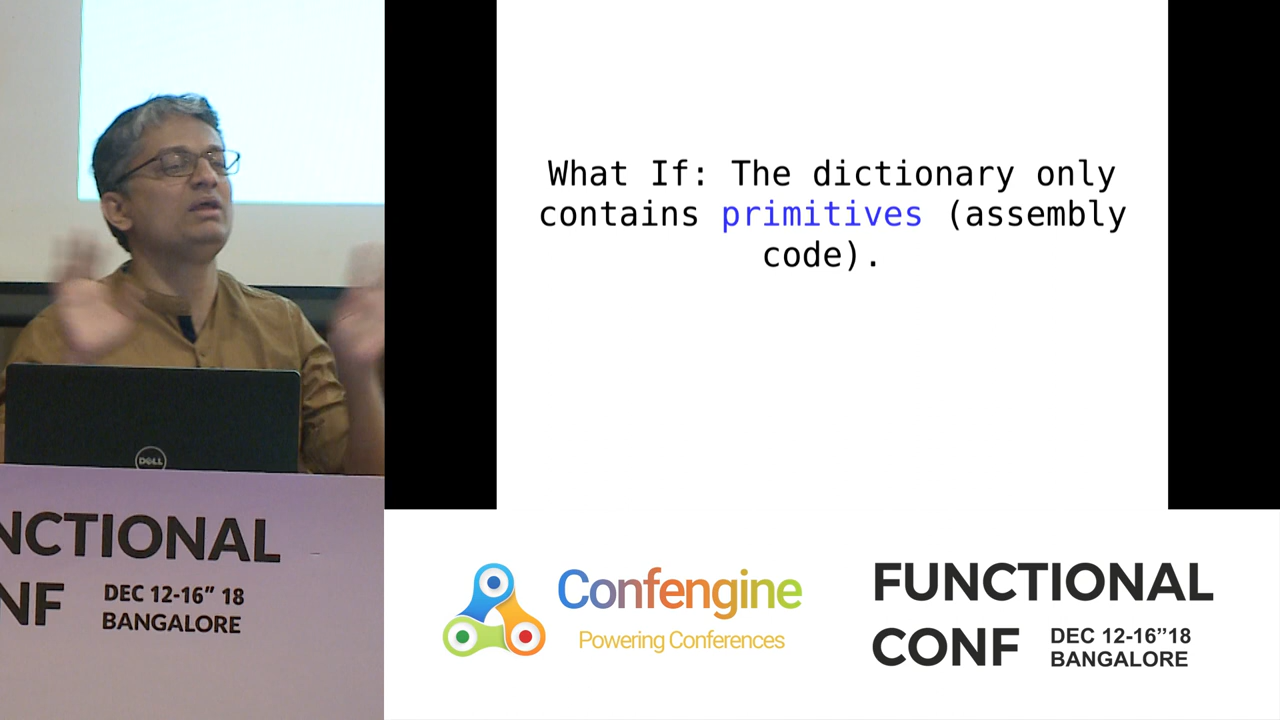 What If: The dictionary only
contains primitives (assembly
code).
DELL
NCTIONAL
NF
DEC 12-16” 18
BANGALORE
Confengine
Powering Conferences
FUNCTIONAL
CONF
DEC 12-16”18
BANGALORE